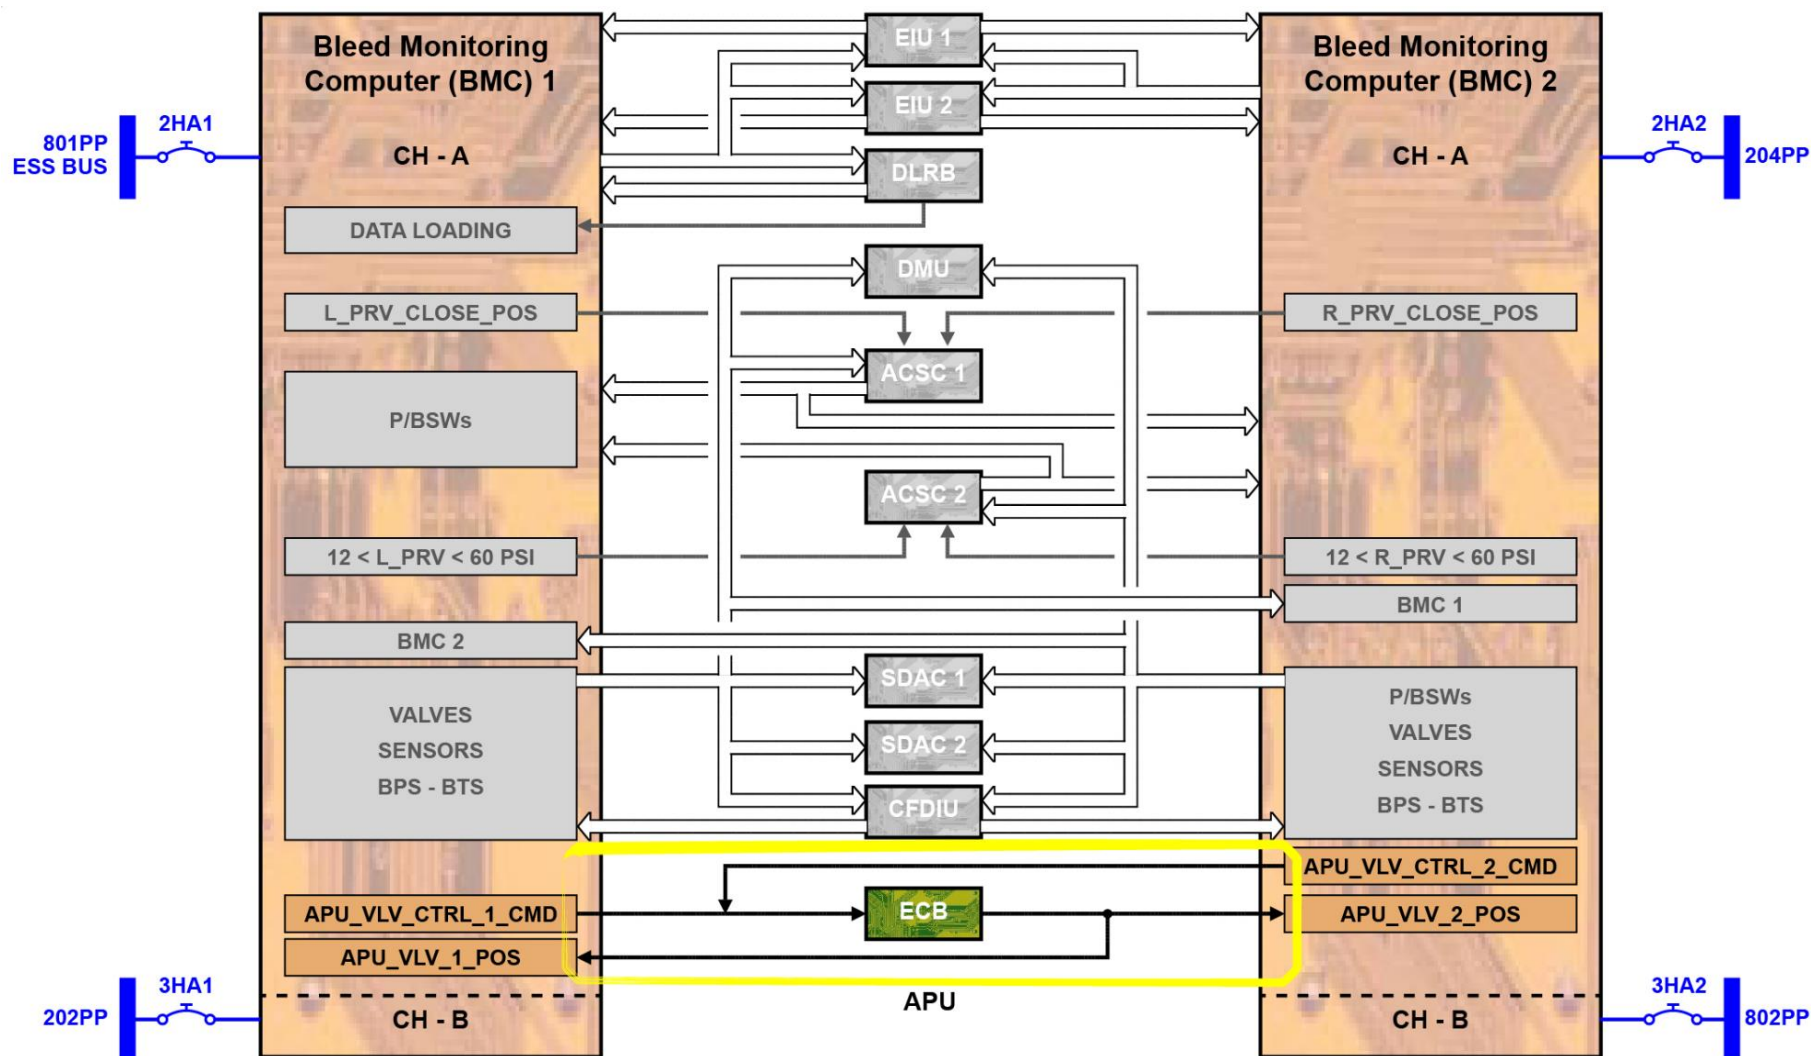 Bleed Monitoring
Computer (BMC) 1
CH - A
801PP
ESS BUS
2HA1
DATA LOADING
L_PRV_CLOSE_POS
P/BSWs
12 < L_PRV < 60 PSI
BMC 2
VALVES
SENSORS
BPS - BTS
APU_VLV_CTRL_1_CMD
APU_VLV_1_POS
202PP
3HA1
CH - B
EIU 1
EIU 2
DLRB
DMU
ACSC 1
ACSC 2
SDAC 1
SDAC 2
CFDIU
ECB
APU
Bleed Monitoring
Computer (BMC) 2
CH - A
2HA2
204PP
R_PRV_CLOSE_POS
12 < R_PRV < 60 PSI
BMC 1
P/BSWs
VALVES
SENSORS
BPS - BTS
APU_VLV_CTRL_2_CMD
APU_VLV_2_POS
CH - B
3HA2
802PP